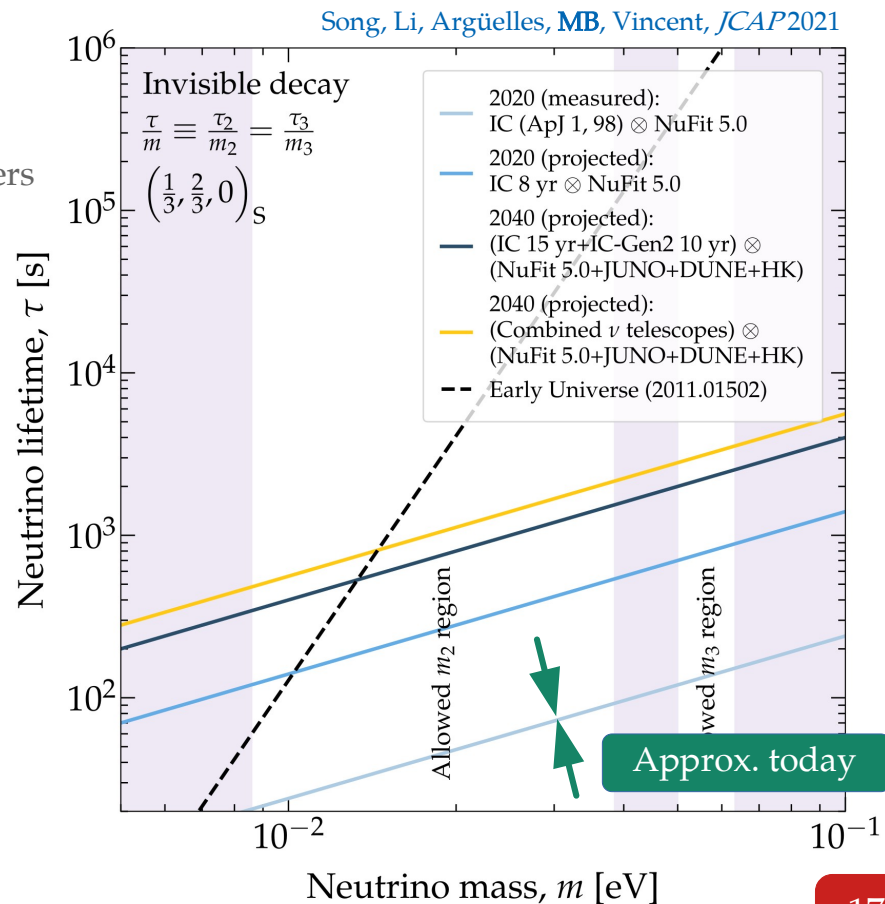 Song, Li, Argüelles, MB, Vincent, JCAP 2021
Invisible decay
τ/m ≡ τ₂/m₂ = τ₃/m₃
(1/3, 2/3, 0)S
2020 (measured):
IC (ApJ 1, 98) ⊗ NuFit 5.0
2020 (projected):
IC 8 yr ⊗ NuFit 5.0
2040 (projected):
(IC 15 yr+IC-Gen2 10 yr) ⊗
(NuFit 5.0+JUNO+DUNE+HK)
2040 (projected):
(Combined ν telescopes) ⊗
(NuFit 5.0+JUNO+DUNE+HK)
Early Universe (2011.01502)
10⁶
10⁵
10⁴
10³
10²
Neutrino lifetime, τ [s]
Allowed m₂ region
m₃ region
Approx. today
10⁻²
10⁻¹
Neutrino mass, m [eV]